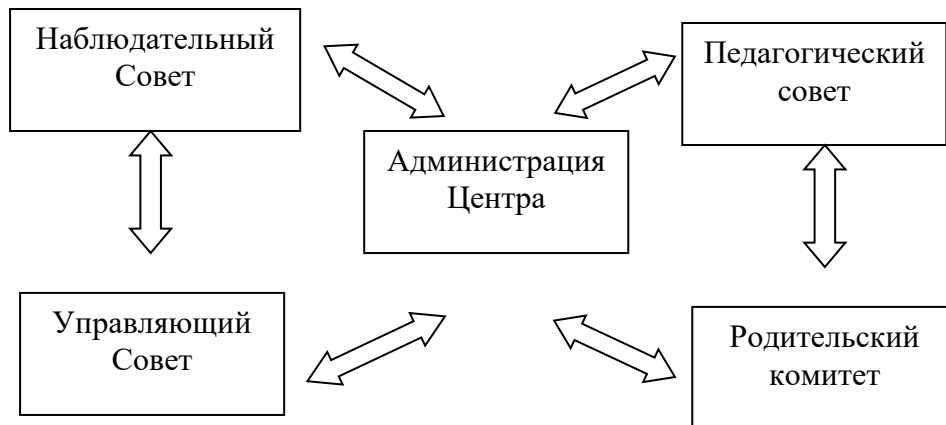 Наблюдательный
Совет
Педагогический
совет
Администрация
Центра
Управляющий
Совет
Родительский
комитет